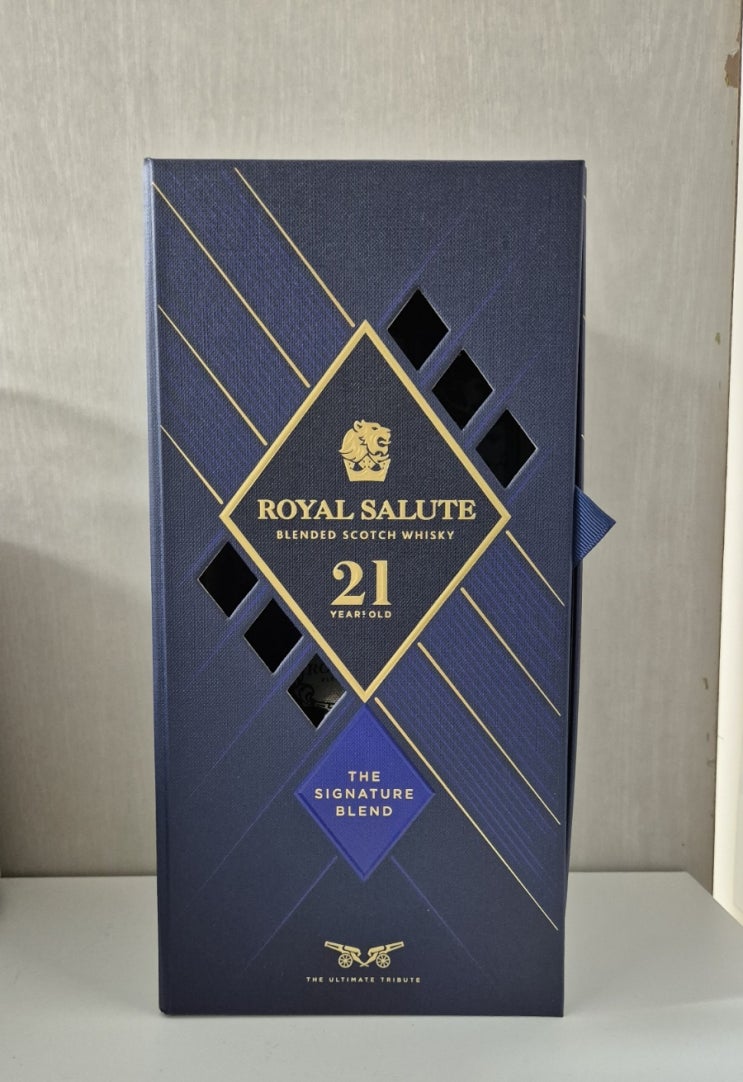 ROYAL SALUTE
BLENDED SCOTCH WHISKY
21
YEARS OLD
THE
SIGNATURE
BLEND
THE ULTIMATE TRIBUTE